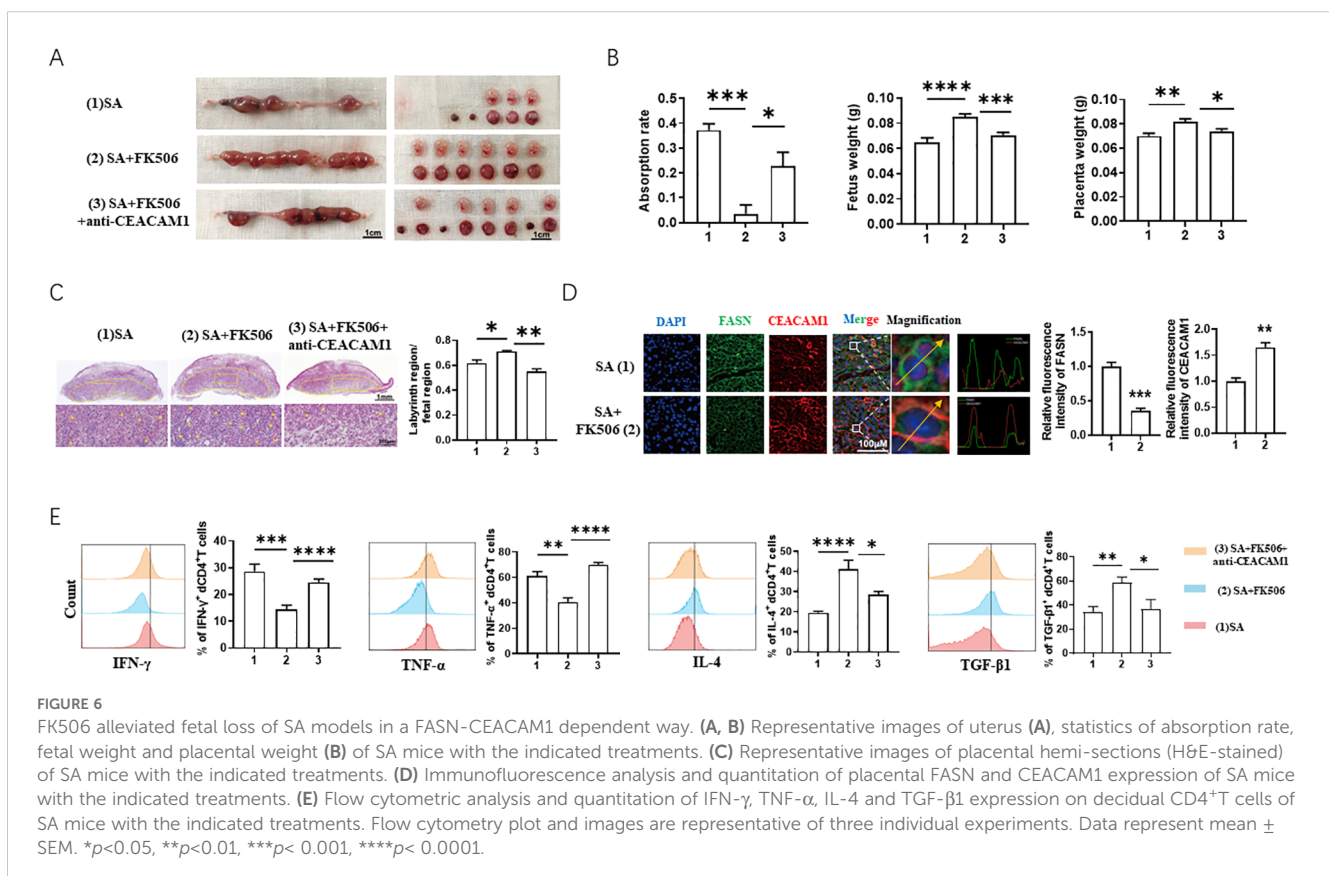 A
(1)SA
(2) SA+FK506
(3) SA+FK506
+anti-CEACAM1
1cm
1cm
B
Absorption rate
0.5
0.4
0.3
0.2
0.1
0
***
*
1 2 3
Fetus weight (g)
0.10
0.08
0.06
0.04
0.02
0.00
****
***
1 2 3
Placenta weight (g)
0.10
0.08
0.06
0.04
0.02
0.00
**
*
1 2 3
C
(1)SA
(2) SA+FK506
(3) SA+FK506+
anti-CEACAM1
1mm
Labyrinth region/
fetal region
0.8
0.6
0.4
0.2
0.0
*
**
1 2 3
D
DAPI FASN CEACAM1 Merge Magnification
SA (1)
SA+
FK506 (2)
100μM
Relative fluorescence
intensity of FASN
1.5
1.0
0.5
0.0
***
1 2
Relative fluorescence
intensity of CEACAM1
2.0
1.5
1.0
0.5
0.0
**
1 2
E
Count
IFN-γ
% of IFN-γ⁺ dCD4⁺T cells
40
30
20
10
0
***
****
1 2 3
TNF-α
% of TNF-α⁺ dCD4⁺T cells
80
60
40
20
0
**
****
1 2 3
IL-4
% of IL-4⁺ dCD4⁺T cells
50
40
30
20
10
0
****
*
1 2 3
TGF-β1
% of TGF-β1⁺ dCD4⁺T cells
100
80
60
40
20
0
**
*
1 2 3
(3) SA+FK506+
anti-CEACAM1
(2) SA+FK506
(1)SA
FIGURE 6
FK506 alleviated fetal loss of SA models in a FASN-CEACAM1 dependent way. (A, B) Representative images of uterus (A), statistics of absorption rate,
fetal weight and placental weight (B) of SA mice with the indicated treatments. (C) Representative images of placental hemi-sections (H&E-stained)
of SA mice with the indicated treatments. (D) Immunofluorescence analysis and quantitation of placental FASN and CEACAM1 expression of SA mice
with the indicated treatments. (E) Flow cytometric analysis and quantitation of IFN-γ, TNF-α, IL-4 and TGF-β1 expression on decidual CD4⁺T cells of
SA mice with the indicated treatments. Flow cytometry plot and images are representative of three individual experiments. Data represent mean ±
SEM. *p<0.05, **p<0.01, ***p< 0.001, ****p< 0.0001.